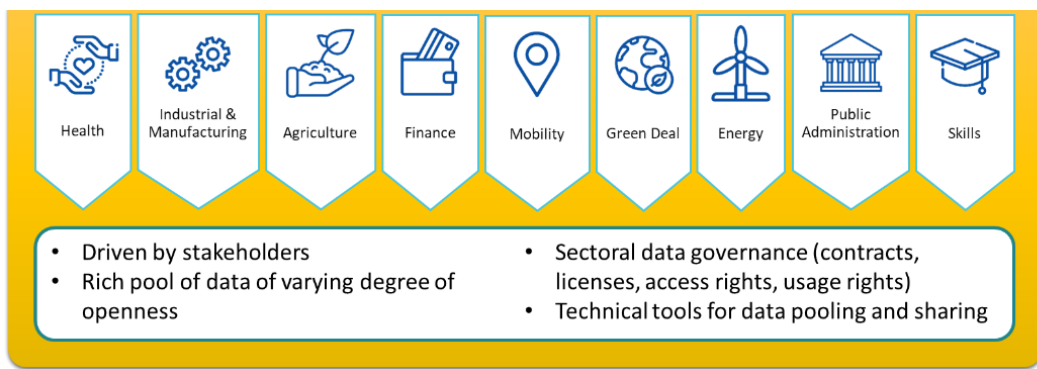 Health
Industrial &
Manufacturing
Agriculture
Finance
Mobility
Green Deal
Energy
Public
Administration
Skills
• Driven by stakeholders
• Rich pool of data of varying degree of
openness
• Sectoral data governance (contracts,
licenses, access rights, usage rights)
• Technical tools for data pooling and sharing